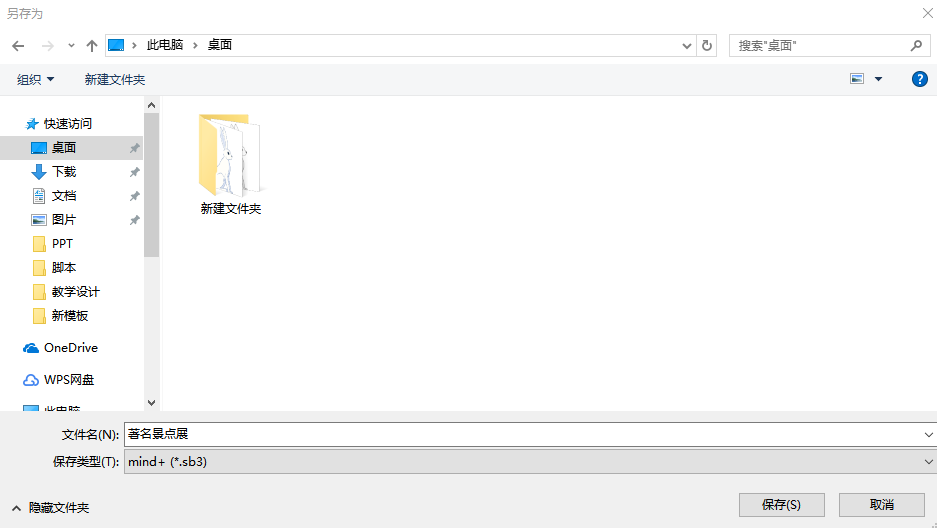 另存为
此电脑 › 桌面
搜索"桌面"
组织
新建文件夹
快速访问
桌面
下载
文档
图片
PPT
脚本
教学设计
新模板
OneDrive
WPS网盘
此电脑
新建文件夹
文件名(N):
著名景点展
保存类型(T):
mind+ (*.sb3)
隐藏文件夹
保存(S)
取消